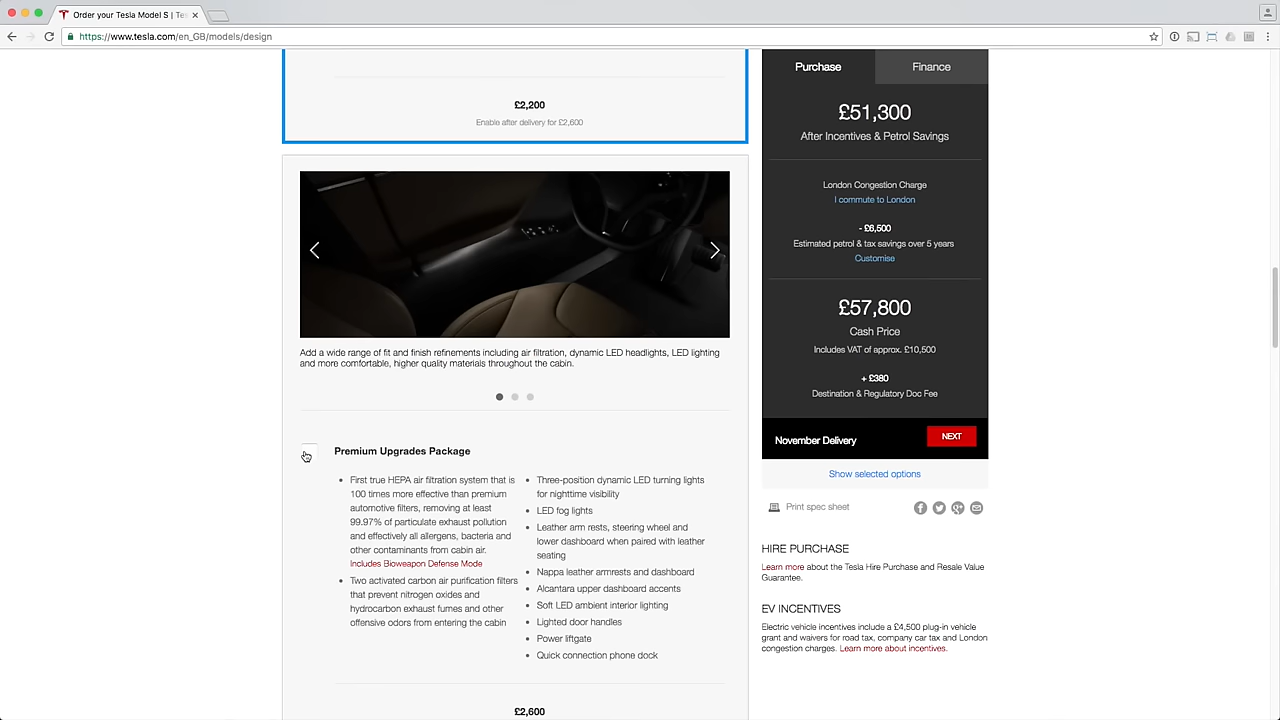 Order your Tesla Model S | Tes
https://www.tesla.com/en_GB/models/design
£2,200
Enable after delivery for £2,600
Add a wide range of fit and finish refinements including air filtration, dynamic LED headlights, LED lighting
and more comfortable, higher quality materials throughout the cabin.
Premium Upgrades Package
First true HEPA air filtration system that is
100 times more effective than premium
automotive filters, removing at least
99.97% of particulate exhaust pollution
and effectively all allergens, bacteria and
other contaminants from cabin air.
Includes Bioweapon Defense Mode
Two activated carbon air purification filters
that prevent nitrogen oxides and
hydrocarbon exhaust fumes and other
offensive odors from entering the cabin
Three-position dynamic LED turning lights
for nighttime visibility
LED fog lights
Leather arm rests, steering wheel and
lower dashboard when paired with leather
seating
Nappa leather armrests and dashboard
Alcantara upper dashboard accents
Soft LED ambient interior lighting
Lighted door handles
Power liftgate
Quick connection phone dock
£2,600
Purchase
Finance
£51,300
After Incentives & Petrol Savings
London Congestion Charge
I commute to London
- £6,500
Estimated petrol & tax savings over 5 years
Customise
£57,800
Cash Price
Includes VAT of approx. £10,500
+ £380
Destination & Regulatory Doc Fee
November Delivery
NEXT
Show selected options
Print spec sheet
HIRE PURCHASE
Learn more about the Tesla Hire Purchase and Resale Value
Guarantee.
EV INCENTIVES
Electric vehicle incentives include a £4,500 plug-in vehicle
grant and waivers for road tax, company car tax and London
congestion charges. Learn more about incentives.